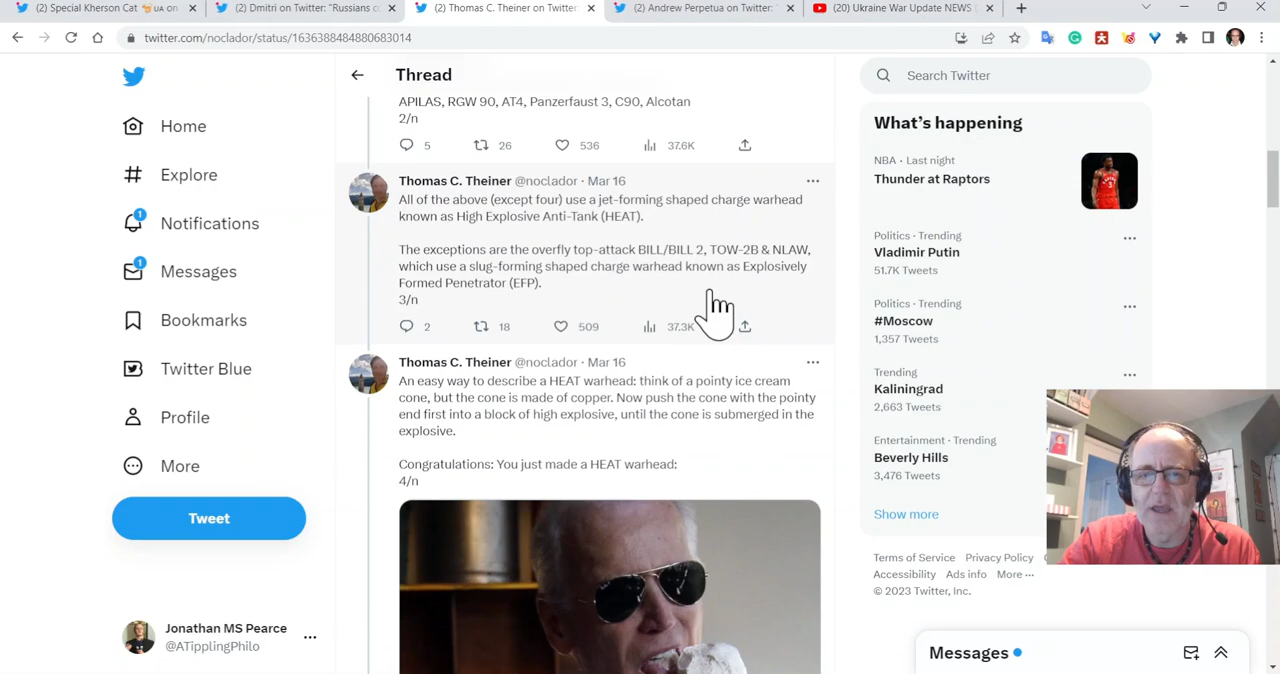 (2) Special Kherson Cat UA on
(2) Dmitri on Twitter: "Russians c
(2) Thomas C. Theiner on Twitter
(2) Andrew Perpetua on Twitter: "
(20) Ukraine War Update NEWS
twitter.com/noclador/status/1636388484880683014
Home
Explore
1
Notifications
1
Messages
Bookmarks
Twitter Blue
Profile
More
Tweet
Jonathan MS Pearce
@ATipplingPhilo
Thread
APILAS, RGW 90, AT4, Panzerfaust 3, C90, Alcotan
2/n
5 26 536 37.6K
Thomas C. Theiner @noclador · Mar 16
All of the above (except four) use a jet-forming shaped charge warhead
known as High Explosive Anti-Tank (HEAT).
The exceptions are the overfly top-attack BILL/BILL 2, TOW-2B & NLAW,
which use a slug-forming shaped charge warhead known as Explosively
Formed Penetrator (EFP).
3/n
2 18 509 37.3K
Thomas C. Theiner @noclador · Mar 16
An easy way to describe a HEAT warhead: think of a pointy ice cream
cone, but the cone is made of copper. Now push the cone with the pointy
end first into a block of high explosive, until the cone is submerged in the
explosive.
Congratulations: You just made a HEAT warhead:
4/n
Search Twitter
What's happening
NBA · Last night
Thunder at Raptors
Politics · Trending
Vladimir Putin
51.7K Tweets
Politics · Trending
#Moscow
1,357 Tweets
Trending
Kaliningrad
2,663 Tweets
Entertainment · Trending
Beverly Hills
3,476 Tweets
Show more
Terms of Service Privacy Policy
Accessibility Ads info More ···
© 2023 Twitter, Inc.
Messages